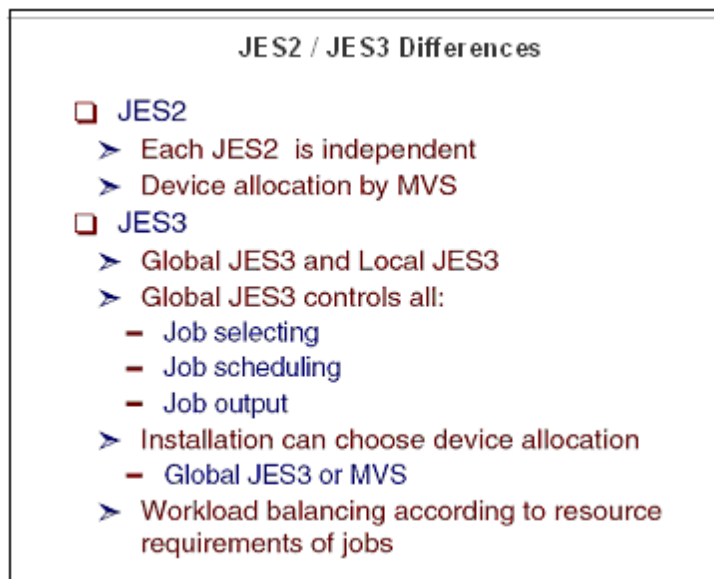 JES2 / JES3 Differences
❑ JES2
➢ Each JES2 is independent
➢ Device allocation by MVS
❑ JES3
➢ Global JES3 and Local JES3
➢ Global JES3 controls all:
– Job selecting
– Job scheduling
– Job output
➢ Installation can choose device allocation
– Global JES3 or MVS
➢ Workload balancing according to resource
requirements of jobs